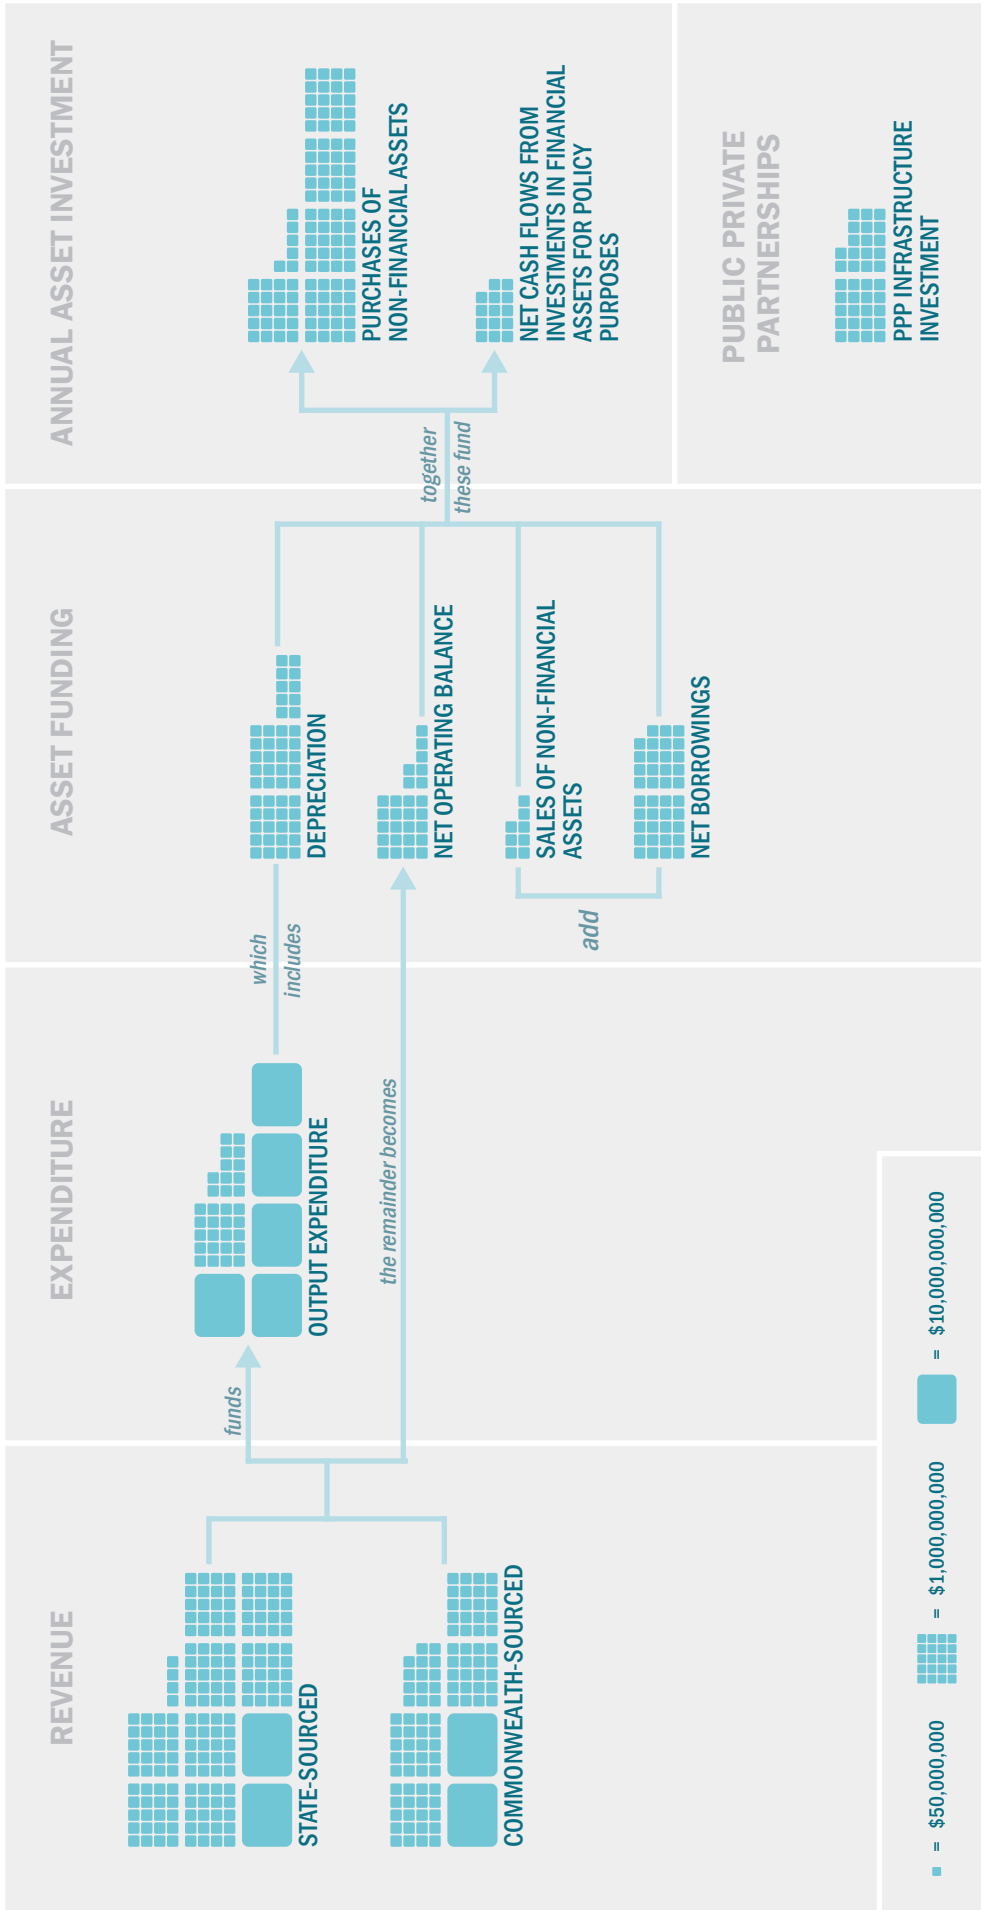 REVENUE
STATE-SOURCED
COMMONWEALTH-SOURCED
funds
the remainder becomes
EXPENDITURE
OUTPUT EXPENDITURE
which
includes
ASSET FUNDING
DEPRECIATION
NET OPERATING BALANCE
SALES OF NON-FINANCIAL
ASSETS
add
NET BORROWINGS
together
these fund
ANNUAL ASSET INVESTMENT
PURCHASES OF
NON-FINANCIAL ASSETS
NET CASH FLOWS FROM
INVESTMENTS IN FINANCIAL
ASSETS FOR POLICY
PURPOSES
PUBLIC PRIVATE
PARTNERSHIPS
PPP INFRASTRUCTURE
INVESTMENT
= $50,000,000
= $1,000,000,000
= $10,000,000,000